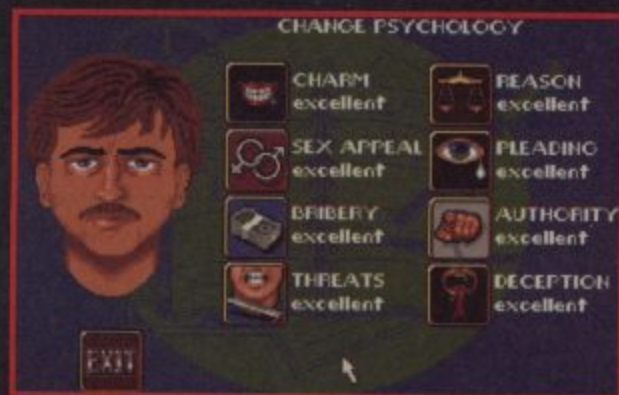 CHANGE PSYCHOLOGY
CHARM
excellent
REASON
excellent
SEX APPEAL
excellent
PLEADING
excellent
BRIBERY
excellent
AUTHORITY
excellent
THREATS
excellent
DECEPTION
excellent
EXIT